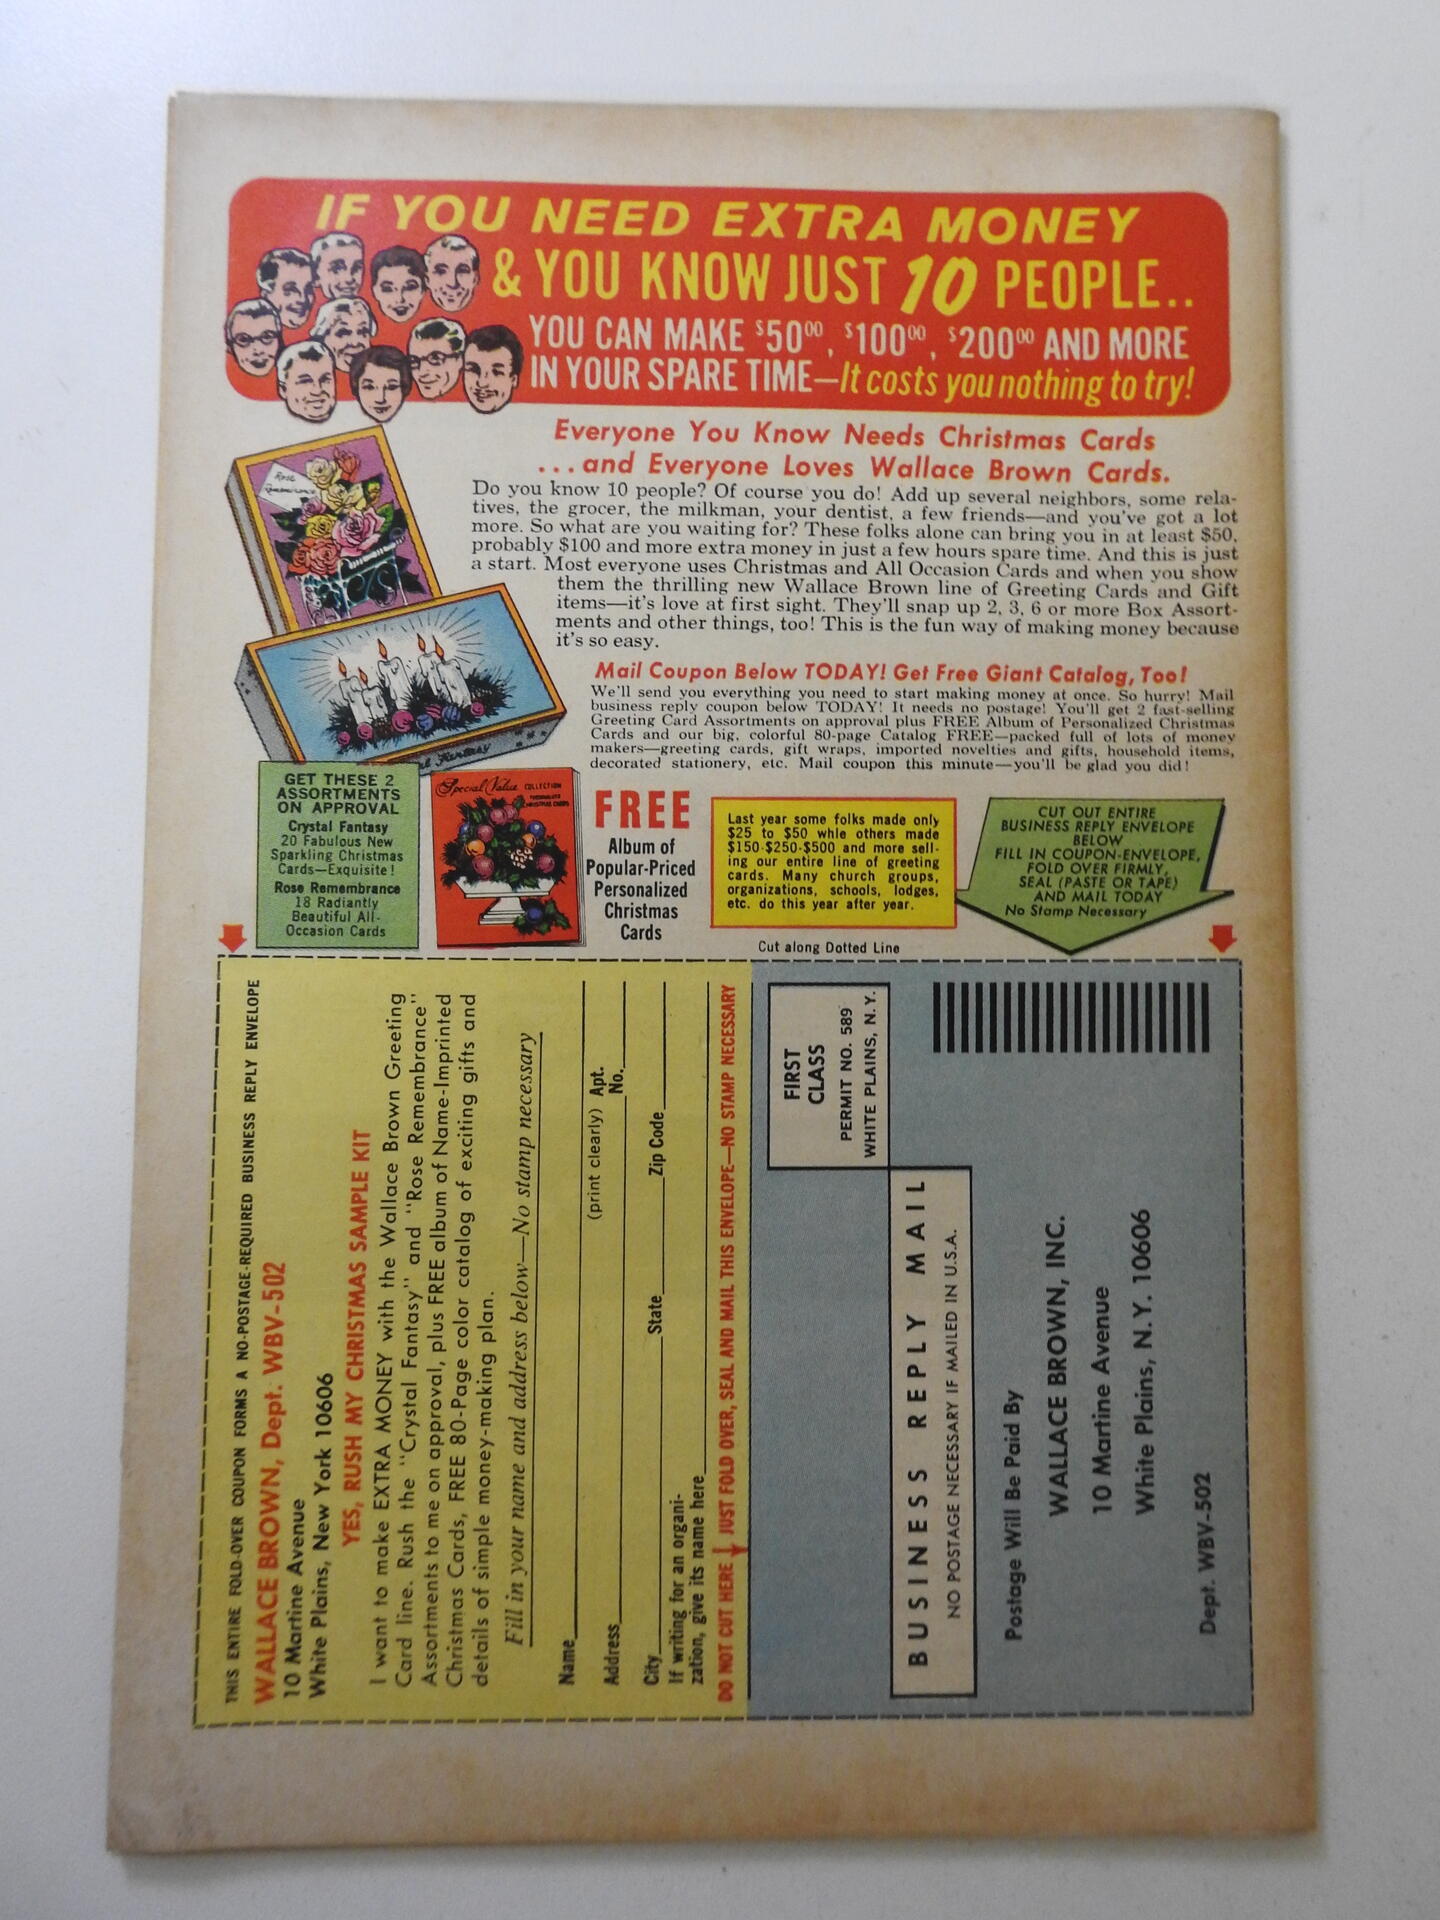 IF YOU NEED EXTRA MONEY
& YOU KNOW JUST 10 PEOPLE..
YOU CAN MAKE $50⁰⁰, $100⁰⁰, $200⁰⁰ AND MORE
IN YOUR SPARE TIME—It costs you nothing to try!
Everyone You Know Needs Christmas Cards
...and Everyone Loves Wallace Brown Cards.
Rose
Remembrance
Do you know 10 people? Of course you do! Add up several neighbors, some rela-
tives, the grocer, the milkman, your dentist, a few friends—and you've got a lot
more. So what are you waiting for? These folks alone can bring you in at least $50,
probably $100 and more extra money in just a few hours spare time. And this is just
a start. Most everyone uses Christmas and All Occasion Cards and when you show
them the thrilling new Wallace Brown line of Greeting Cards and Gift
items—it's love at first sight. They'll snap up 2, 3, 6 or more Box Assort-
ments and other things, too! This is the fun way of making money because
it's so easy.
Mail Coupon Below TODAY! Get Free Giant Catalog, Too!
We'll send you everything you need to start making money at once. So hurry! Mail
business reply coupon below TODAY! It needs no postage! You'll get 2 fast-selling
Greeting Card Assortments on approval plus FREE Album of Personalized Christmas
Cards and our big, colorful 80-page Catalog FREE—packed full of lots of money
makers—greeting cards, gift wraps, imported novelties and gifts, household items,
decorated stationery, etc. Mail coupon this minute—you'll be glad you did!
al Fantasy
GET THESE 2
ASSORTMENTS
ON APPROVAL
Crystal Fantasy
20 Fabulous New
Sparkling Christmas
Cards—Exquisite!
Rose Remembrance
18 Radiantly
Beautiful All-
Occasion Cards
Special Value COLLECTION
PERSONALIZED
CHRISTMAS CARDS
FREE
Album of
Popular-Priced
Personalized
Christmas
Cards
Last year some folks made only
$25 to $50 whle others made
$150-$250-$500 and more sell-
ing our entire line of greeting
cards. Many church groups,
organizations, schools, lodges,
etc. do this year after year.
CUT OUT ENTIRE
BUSINESS REPLY ENVELOPE
BELOW
FILL IN COUPON-ENVELOPE,
FOLD OVER FIRMLY,
SEAL (PASTE OR TAPE)
AND MAIL TODAY
No Stamp Necessary
Cut along Dotted Line
THIS ENTIRE FOLD-OVER COUPON FORMS A NO-POSTAGE-REQUIRED BUSINESS REPLY ENVELOPE
WALLACE BROWN, Dept. WBV-502
10 Martine Avenue
White Plains, New York 10606
YES, RUSH MY CHRISTMAS SAMPLE KIT
I want to make EXTRA MONEY with the Wallace Brown Greeting
Card line. Rush the "Crystal Fantasy" and "Rose Remembrance"
Assortments to me on approval, plus FREE album of Name-Imprinted
Christmas Cards, FREE 80-Page color catalog of exciting gifts and
details of simple money-making plan.
Fill in your name and address below—No stamp necessary
Name
(print clearly)
Address
Apt.
No.
City
State
Zip Code
If writing for an organi-
zation, give its name here
DO NOT CUT HERE JUST FOLD OVER, SEAL AND MAIL THIS ENVELOPE—NO STAMP NECESSARY
FIRST
CLASS
PERMIT NO. 589
WHITE PLAINS, N.Y.
BUSINESS REPLY MAIL
NO POSTAGE NECESSARY IF MAILED IN U.S.A.
Postage Will Be Paid By
WALLACE BROWN, INC.
10 Martine Avenue
White Plains, N.Y. 10606
Dept. WBV-502